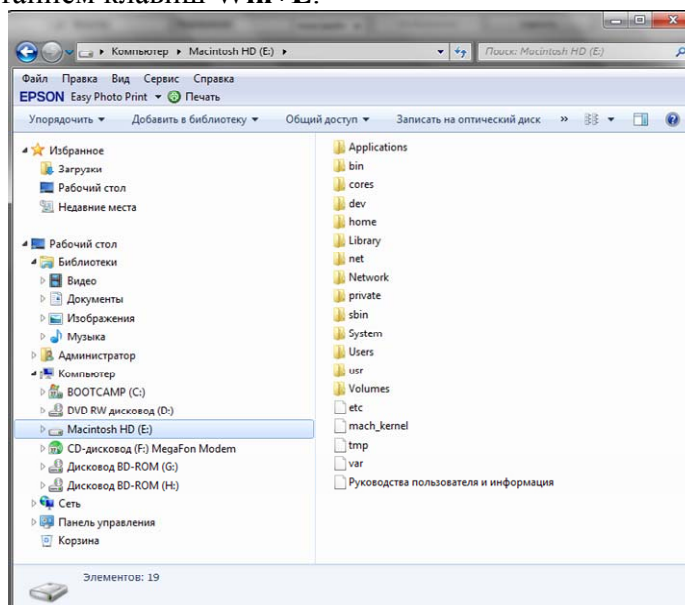 танием клавиш Win+E.
Компьютер ▸ Macintosh HD (E:) ▸
Поиск: Macintosh HD (E:)
Файл Правка Вид Сервис Справка
EPSON Easy Photo Print Печать
Упорядочить Добавить в библиотеку Общий доступ Записать на оптический диск »
Избранное
Загрузки
Рабочий стол
Недавние места
Рабочий стол
Библиотеки
Видео
Документы
Изображения
Музыка
Администратор
Компьютер
BOOTCAMP (C:)
DVD RW дисковод (D:)
Macintosh HD (E:)
CD-дисковод (F:) MegaFon Modem
Дисковод BD-ROM (G:)
Дисковод BD-ROM (H:)
Сеть
Панель управления
Корзина
Applications
bin
cores
dev
home
Library
net
Network
private
sbin
System
Users
usr
Volumes
etc
mach_kernel
tmp
var
Руководства пользователя и информация
Элементов: 19